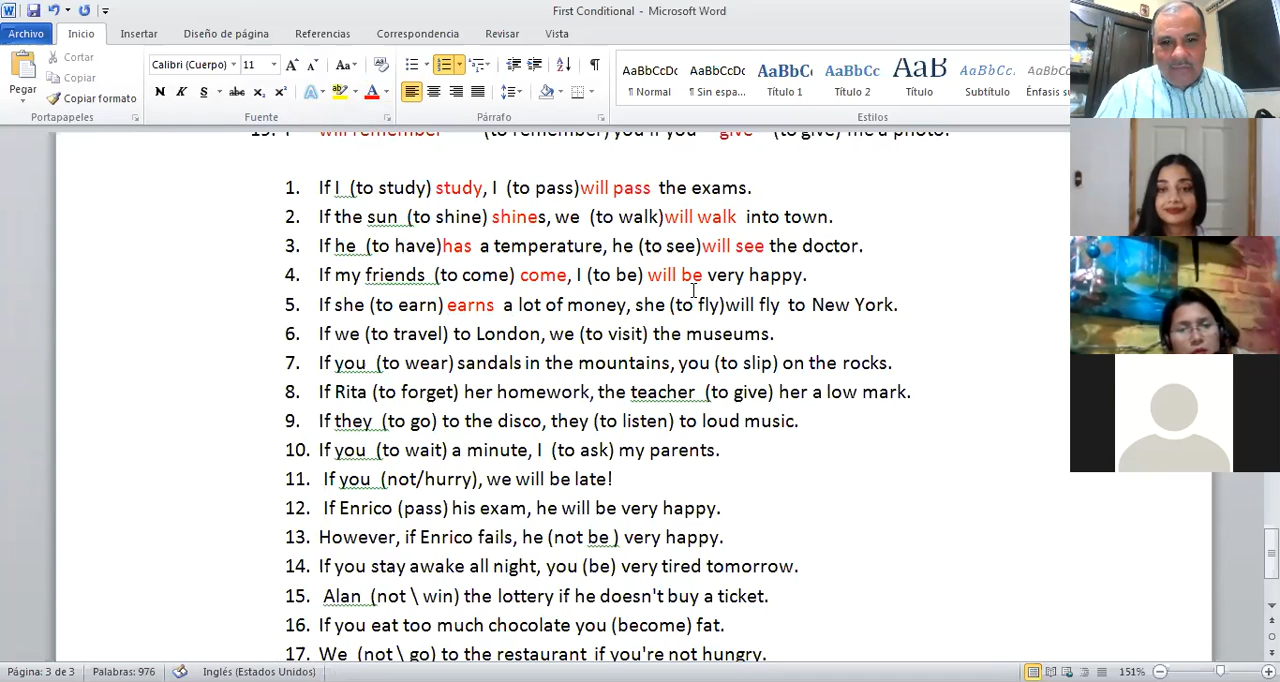 First Conditional - Microsoft Word
Archivo Inicio Insertar Diseño de página Referencias Correspondencia Revisar Vista
Pegar
Cortar
Copiar
Copiar formato
Calibri (Cuerpo) 11
AaBbCcDc AaBbCcDc AaBbC AaBbCc AaB AaBbCc AaBbCc
¶ Normal ¶ Sin espa... Título 1 Título 2 Título Subtítulo Énfasis su
Portapapeles Fuente Párrafo Estilos
will remember (to remember) you if you give (to give) me a photo.
1. If I (to study) study, I (to pass)will pass the exams.
2. If the sun (to shine) shines, we (to walk)will walk into town.
3. If he (to have)has a temperature, he (to see)will see the doctor.
4. If my friends (to come) come, I (to be) will be very happy.
5. If she (to earn) earns a lot of money, she (to fly)will fly to New York.
6. If we (to travel) to London, we (to visit) the museums.
7. If you (to wear) sandals in the mountains, you (to slip) on the rocks.
8. If Rita (to forget) her homework, the teacher (to give) her a low mark.
9. If they (to go) to the disco, they (to listen) to loud music.
10. If you (to wait) a minute, I (to ask) my parents.
11. If you (not/hurry), we will be late!
12. If Enrico (pass) his exam, he will be very happy.
13. However, if Enrico fails, he (not be ) very happy.
14. If you stay awake all night, you (be) very tired tomorrow.
15. Alan (not \ win) the lottery if he doesn't buy a ticket.
16. If you eat too much chocolate you (become) fat.
17. We (not \ go) to the restaurant if you're not hungry.
Página: 3 de 3 Palabras: 976 Inglés (Estados Unidos) 151%